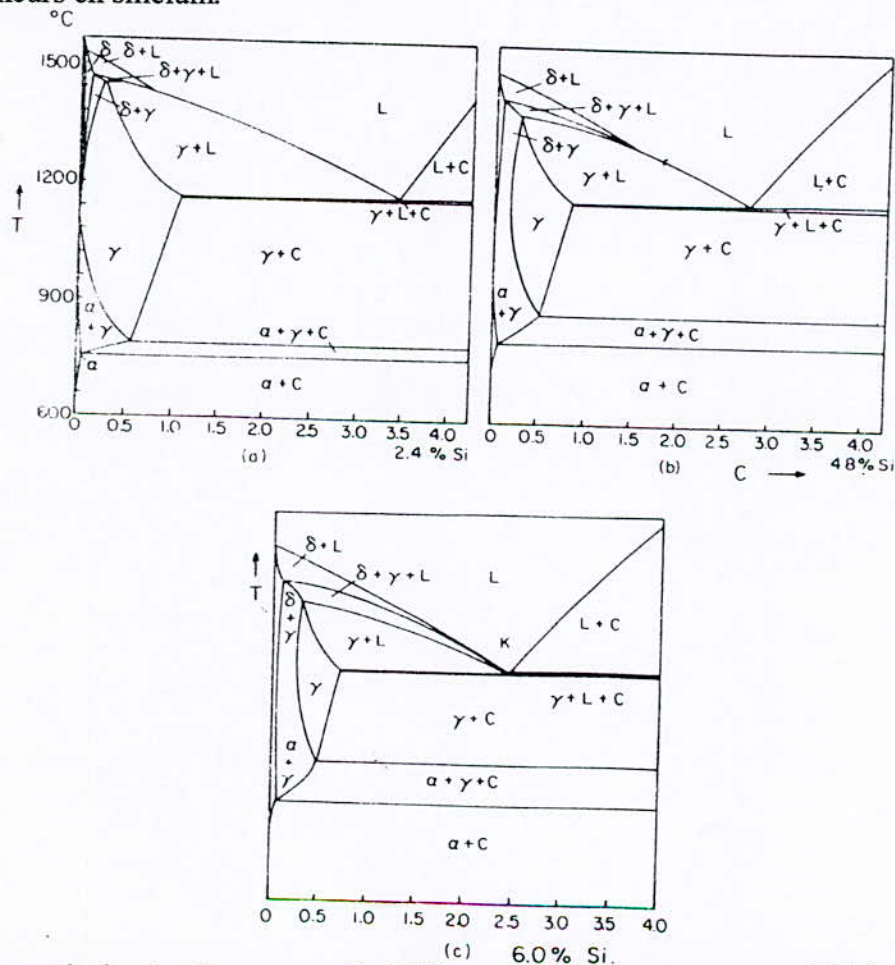 en silicium.
°C
1500
1200
900
600
T
δ
δ+L
δ+γ+L
δ+γ
L
γ+L
L+C
γ+L+C
γ
γ+C
α
+γ
α+γ+C
α
α+C
0 0.5 1.0 1.5 2.0 2.5 3.0 3.5 4.0
(a) 2.4 % Si
δ+L
δ+γ+L
L
δ+γ
γ+L
L+C
γ+L+C
γ
γ+C
α
+γ
α+γ+C
α+C
0 0.5 1.0 1.5 2.0 2.5 3.0 3.5 4.0
(b) C → 48% Si
T
δ+L
δ+γ+L
L
δ
+
γ
γ+L
K
L+C
γ
γ+L+C
γ+C
α
+
γ
α+γ+C
α+C
0 0.5 1.0 1.5 2.0 2.5 3.0 3.5 4.0
(c) 6.0% Si.